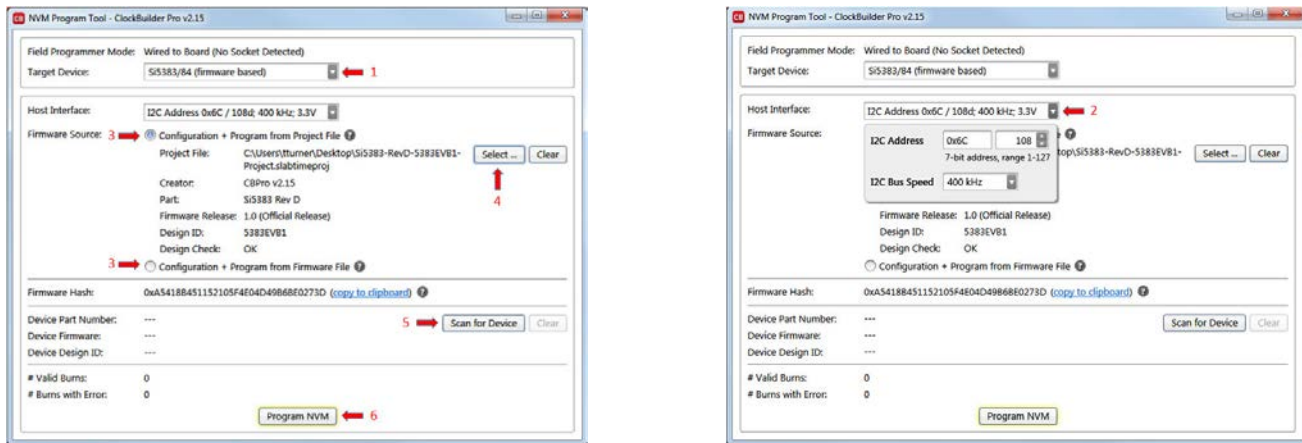 NVM Program Tool - ClockBuilder Pro v2.15
Field Programmer Mode: Wired to Board (No Socket Detected)
Target Device: Si5383/84 (firmware based) 1
Host Interface: I2C Address 0x6C / 108d; 400 kHz; 3.3V
Firmware Source: 3 Configuration + Program from Project File
Project File: C:\Users\tturner\Desktop\Si5383-RevD-5383EVB1- Select ... Clear
Project.slabtimeproj
Creator: CBPro v2.15
Part: Si5383 Rev D
4
Firmware Release: 1.0 (Official Release)
Design ID: 5383EVB1
Design Check: OK
3 Configuration + Program from Firmware File
Firmware Hash: 0xA5418B451152105F4E04D49B6BE0273D (copy to clipboard)
Device Part Number: --- 5 Scan for Device Clear
Device Firmware: ---
Device Design ID: ---
# Valid Burns: 0
# Burns with Error: 0
Program NVM 6
NVM Program Tool - ClockBuilder Pro v2.15
Field Programmer Mode: Wired to Board (No Socket Detected)
Target Device: Si5383/84 (firmware based)
Host Interface: I2C Address 0x6C / 108d; 400 kHz; 3.3V 2
Firmware Source:
I2C Address 0x6C 108
top\Si5383-RevD-5383EVB1- Select ... Clear
7-bit address, range 1-127
I2C Bus Speed 400 kHz
Firmware Release: 1.0 (Official Release)
Design ID: 5383EVB1
Design Check: OK
Configuration + Program from Firmware File
Firmware Hash: 0xA5418B451152105F4E04D49B6BE0273D (copy to clipboard)
Device Part Number: --- Scan for Device Clear
Device Firmware: ---
Device Design ID: ---
# Valid Burns: 0
# Burns with Error: 0
Program NVM